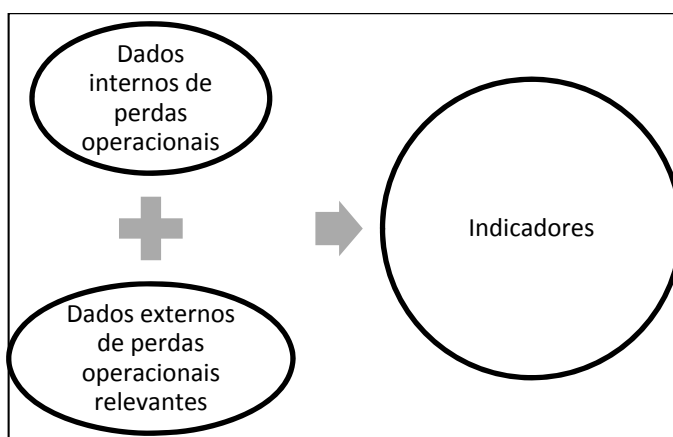 Dados
internos de
perdas
operacionais
Dados externos
de perdas
operacionais
relevantes
Indicadores